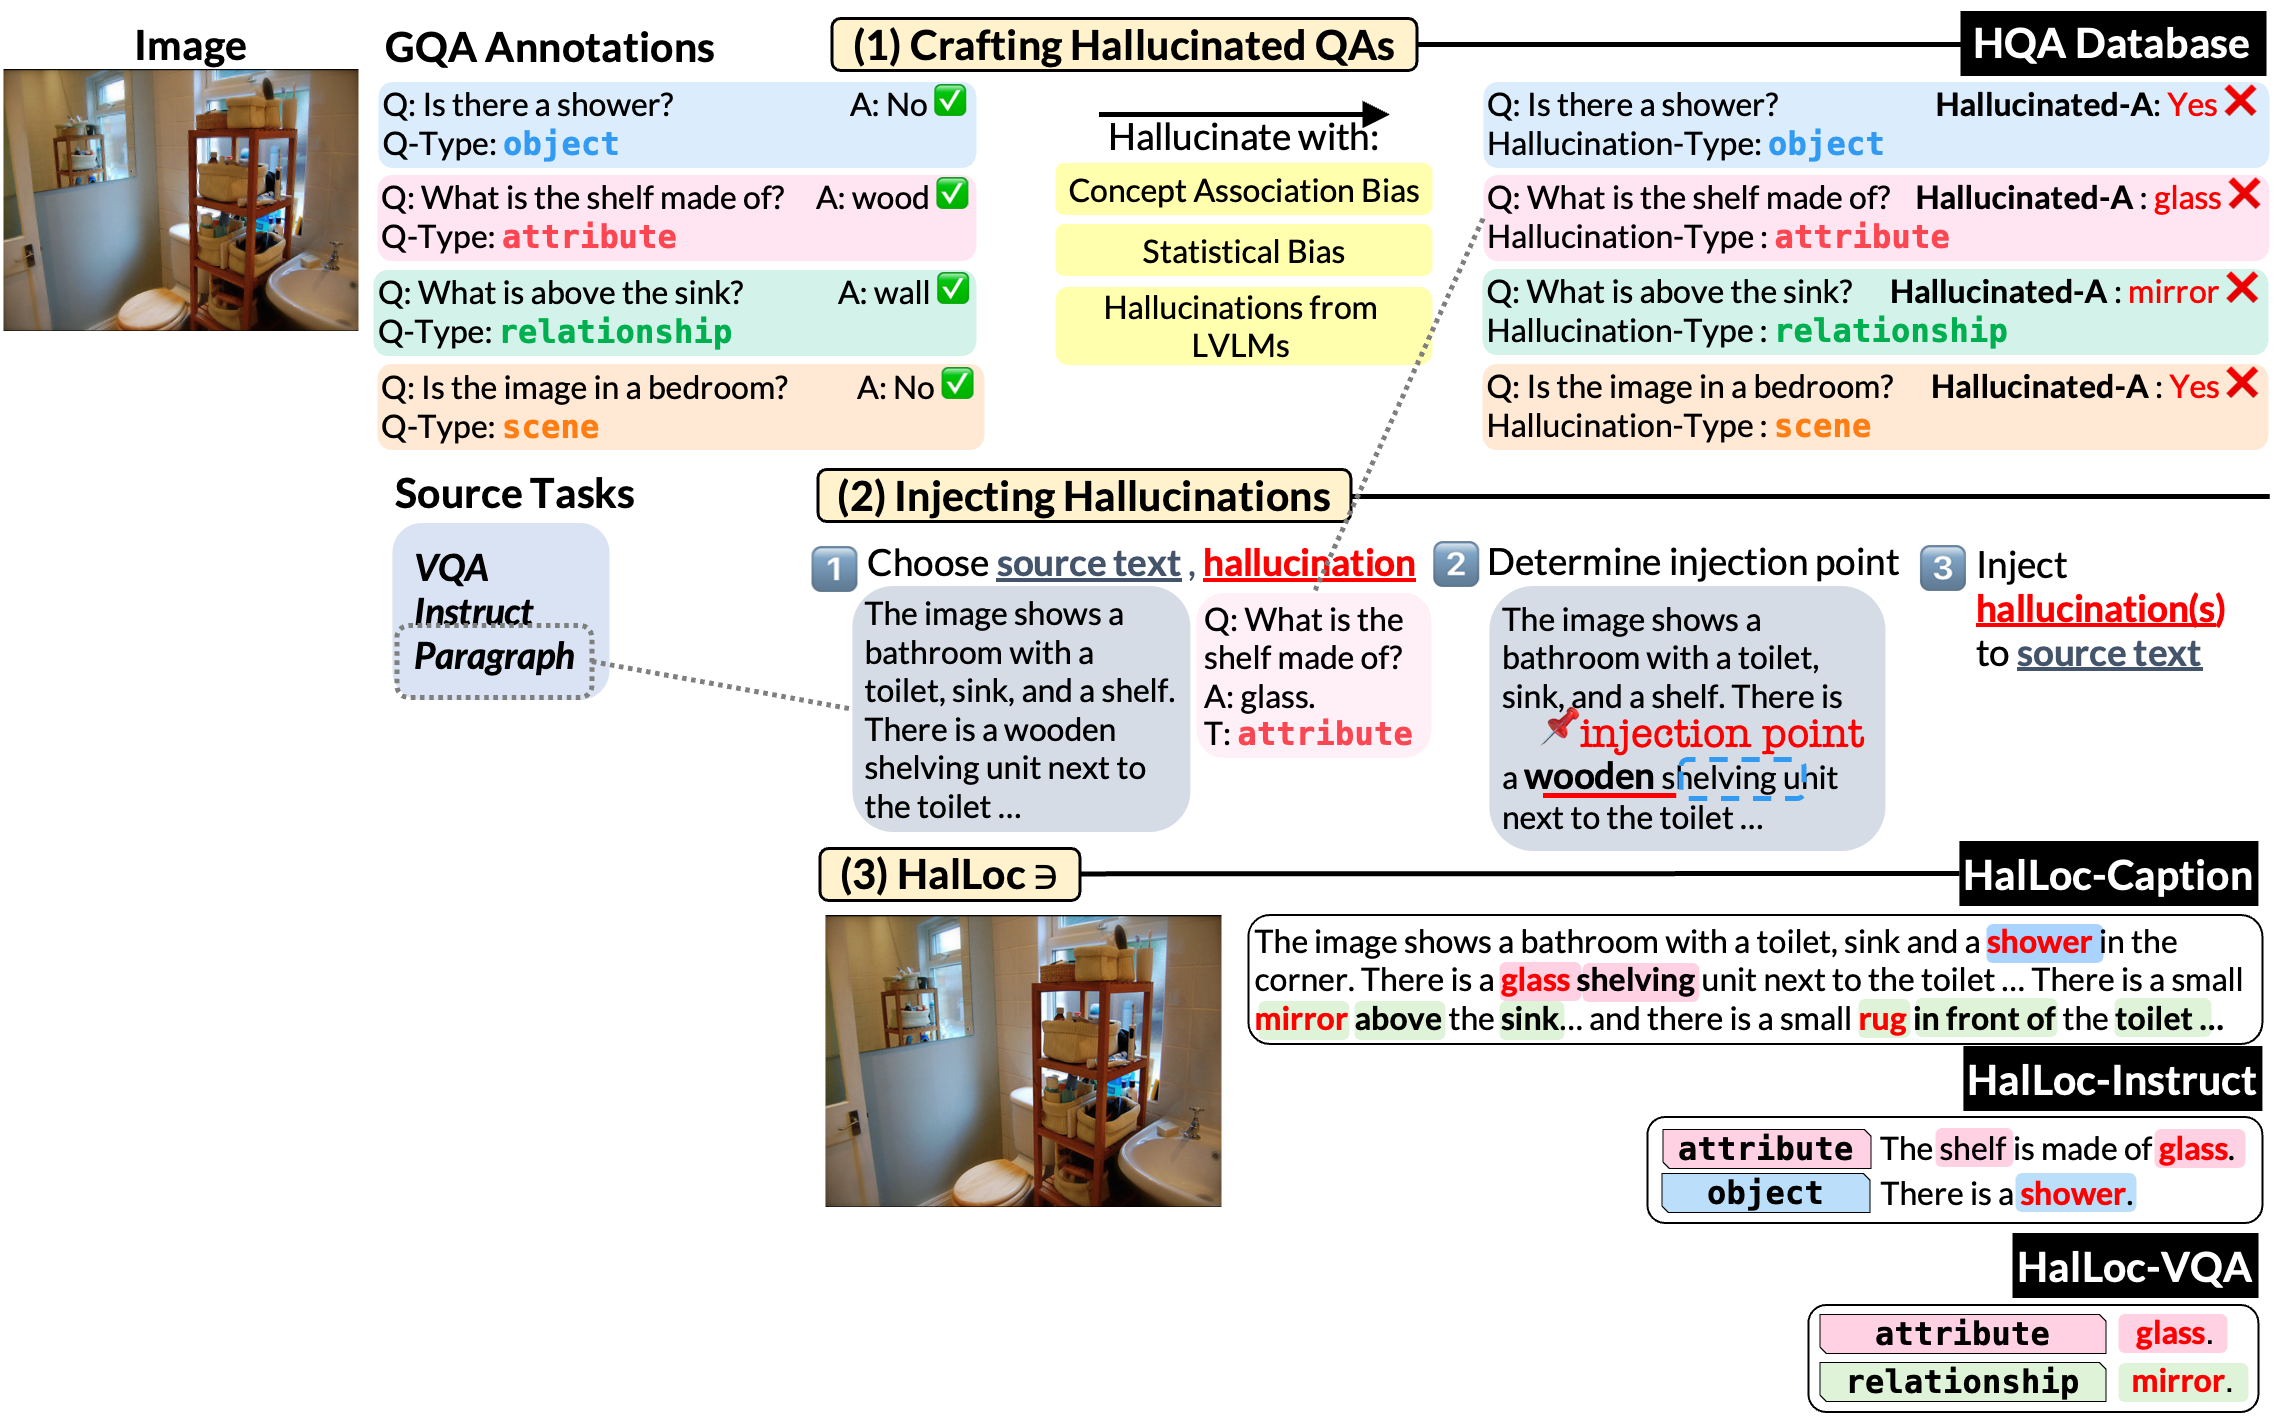 Image
GQA Annotations
(1) Crafting Hallucinated QAs
HQA Database
Q: Is there a shower? A: No ✅
Q-Type: object
Q: What is the shelf made of? A: wood ✅
Q-Type: attribute
Q: What is above the sink? A: wall ✅
Q-Type: relationship
Q: Is the image in a bedroom? A: No ✅
Q-Type: scene
Hallucinate with:
Concept Association Bias
Statistical Bias
Hallucinations from
LVLMs
Q: Is there a shower? Hallucinated-A: Yes ❌
Hallucination-Type: object
Q: What is the shelf made of? Hallucinated-A : glass ❌
Hallucination-Type : attribute
Q: What is above the sink? Hallucinated-A : mirror ❌
Hallucination-Type : relationship
Q: Is the image in a bedroom? Hallucinated-A : Yes ❌
Hallucination-Type : scene
Source Tasks
VQA
Instruct
Paragraph
(2) Injecting Hallucinations
1 Choose source text , hallucination
The image shows a
bathroom with a
toilet, sink, and a shelf.
There is a wooden
shelving unit next to
the toilet ...
Q: What is the
shelf made of?
A: glass.
T: attribute
2 Determine injection point
The image shows a
bathroom with a toilet,
sink, and a shelf. There is
📌injection point
a wooden shelving unit
next to the toilet ...
3 Inject
hallucination(s)
to source text
(3) HalLoc ∋
HalLoc-Caption
The image shows a bathroom with a toilet, sink and a shower in the
corner. There is a glass shelving unit next to the toilet ... There is a small
mirror above the sink... and there is a small rug in front of the toilet ...
HalLoc-Instruct
attribute The shelf is made of glass.
object There is a shower.
HalLoc-VQA
attribute glass.
relationship mirror.